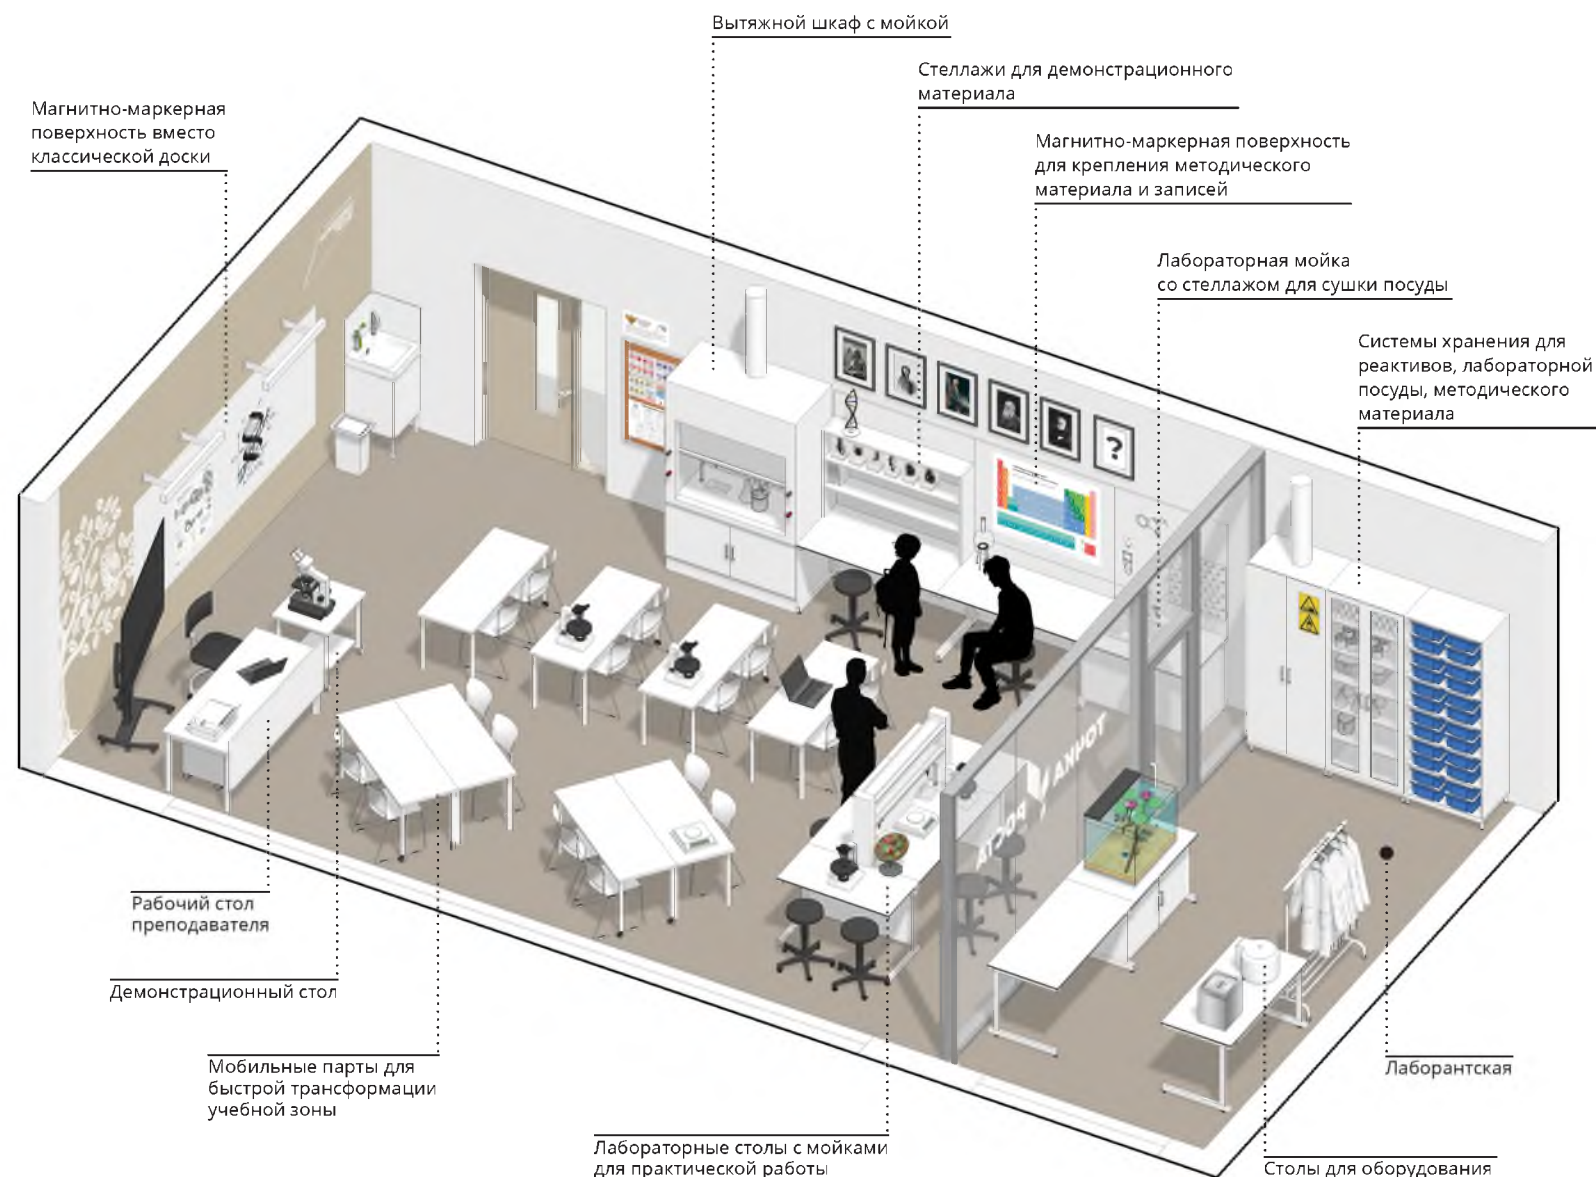 Вытяжной шкаф с мойкой
Стеллажи для демонстрационного
материала
Магнитно-маркерная
поверхность вместо
классической доски
Магнитно-маркерная поверхность
для крепления методического
материала и записей
Лабораторная мойка
со стеллажом для сушки посуды
Системы хранения для
реактивов, лабораторной
посуды, методического
материала
?
ТОЧКА
РОСТА
Рабочий стол
преподавателя
Демонстрационный стол
Мобильные парты для
быстрой трансформации
учебной зоны
Лабораторные столы с мойками
для практической работы
Лаборантская
Столы для оборудования